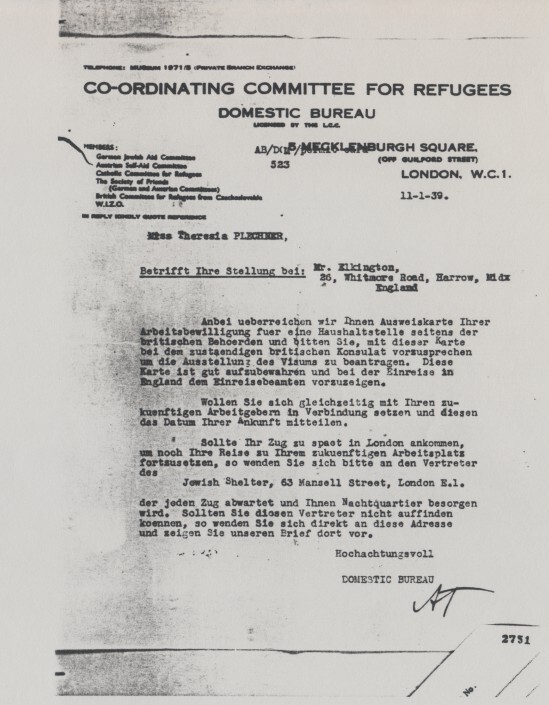 TELEPHONE: MUSEUM 1971/2 (PRIVATE BRANCH EXCHANGE)
CO-ORDINATING COMMITTEE FOR REFUGEES
DOMESTIC BUREAU
LICENSED BY THE L.C.C.
MEMBERS:
German Jewish Aid Committee
Austrian Self-Aid Committee
Catholic Committee for Refugees
The Society of Friends
(German and Austrian Committees)
British Committee for Refugees from Czechoslovakia
W.I.Z.O.
5 MECKLENBURGH SQUARE,
523
(OFF GUILFORD STREET)
LONDON, W.C.1.
11-1-39.
IN REPLY KINDLY QUOTE REFERENCE
Miss Theresia PLECHNER,
Betrifft Ihre Stellung bei: Mr. Elkington,
26, Whitmore Road, Harrow, Midx
England
Anbei ueberreichen wir Ihnen Ausweiskarte Ihrer
Arbeitsbewilligung fuer eine Haushaltstelle seitens der
britischen Behoerden und bitten Sie, mit dieser Karte
bei dem zustaendigen britischen Konsulat vorzusprechen
um die Ausstellung des Visums zu beantragen. Diese
Karte ist gut aufzubewahren und bei der Einreise in
England dem Einreisebeamten vorzuzeigen.
Wollen Sie sich gleichzeitig mit Ihren zu-
kuenftigen Arbeitgebern in Verbindung setzen und diesen
das Datum Ihrer Ankunft mitteilen.
Sollte Ihr Zug zu spaet in London ankommen,
um noch Ihre Reise zu Ihrem zukuenftigen Arbeitsplatz
fortzusetzen, so wenden Sie sich bitte an den Vertreter
des
Jewish Shelter, 63 Mansell Street, London E.1.
der jeden Zug abwartet und Ihnen Nachtquartier besorgen
wird. Sollten Sie diesen Vertreter nicht auffinden
koennen, so wenden Sie sich direkt an diese Adresse
und zeigen Sie unseren Brief dort vor.
Hochachtungsvoll
DOMESTIC BUREAU
AT
2751
No.